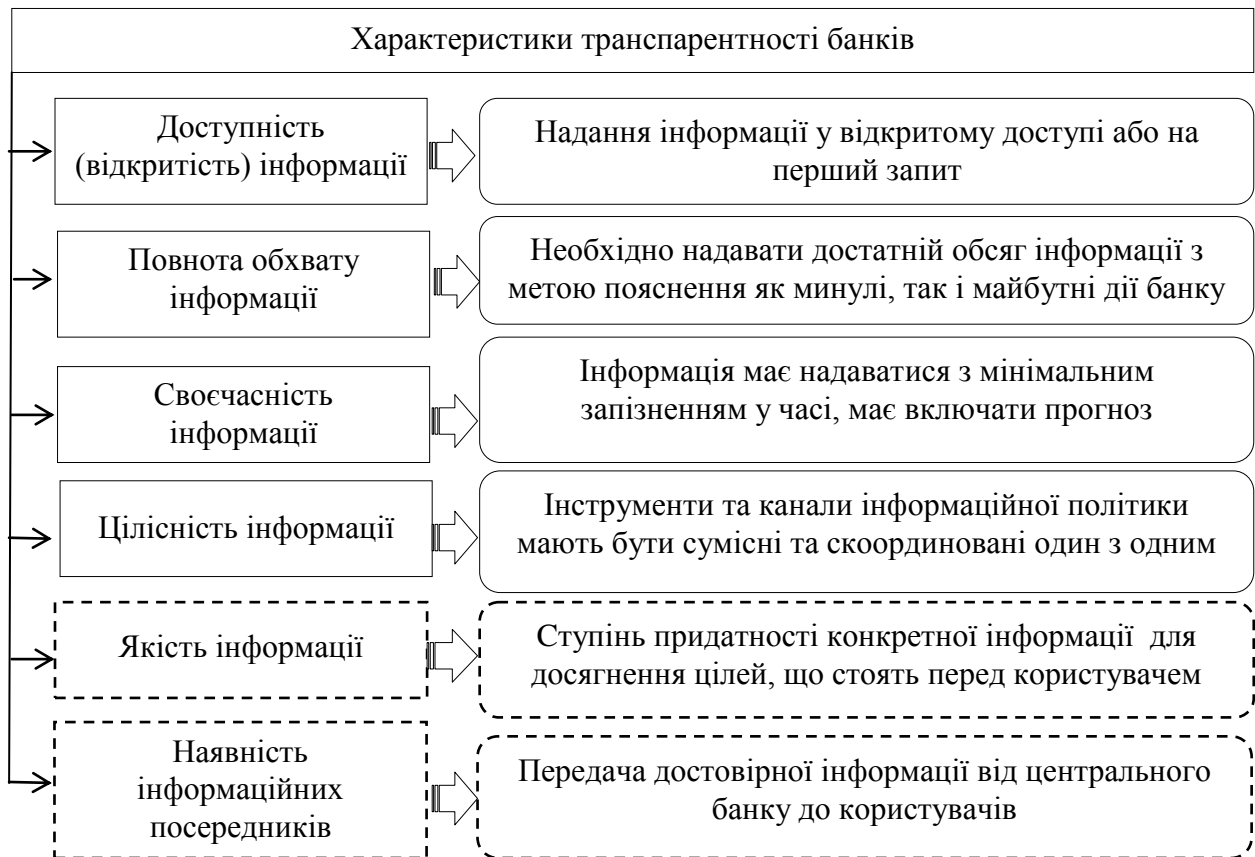 Характеристики транспарентності банків
Доступність
(відкритість) інформації
Надання інформації у відкритому доступі або на
перший запит
Повнота обхвату
інформації
Необхідно надавати достатній обсяг інформації з
метою пояснення як минулі, так і майбутні дії банку
Своєчасність
інформації
Інформація має надаватися з мінімальним
запізненням у часі, має включати прогноз
Цілісність інформації
Інструменти та канали інформаційної політики
мають бути сумісні та скоординовані один з одним
Якість інформації
Ступінь придатності конкретної інформації для
досягнення цілей, що стоять перед користувачем
Наявність
інформаційних
посередників
Передача достовірної інформації від центрального
банку до користувачів